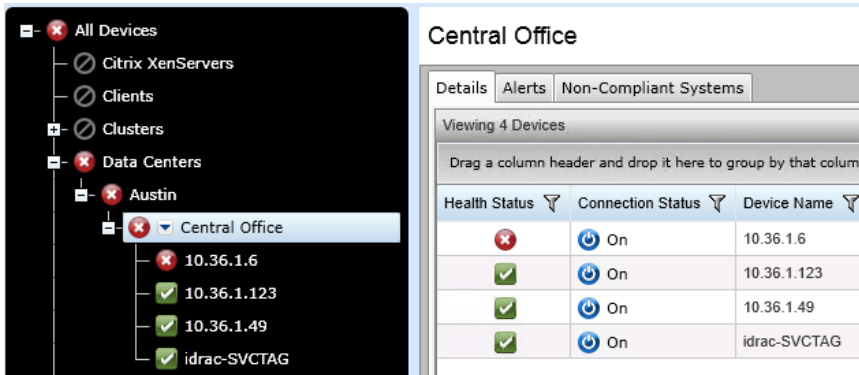 All Devices
Citrix XenServers
Clients
Clusters
Data Centers
Austin
Central Office
10.36.1.6
10.36.1.123
10.36.1.49
idrac-SVCTAG
Central Office
Details Alerts Non-Compliant Systems
Viewing 4 Devices
Drag a column header and drop it here to group by that colum
Health Status Connection Status Device Name
On 10.36.1.6
On 10.36.1.123
On 10.36.1.49
On idrac-SVCTAG